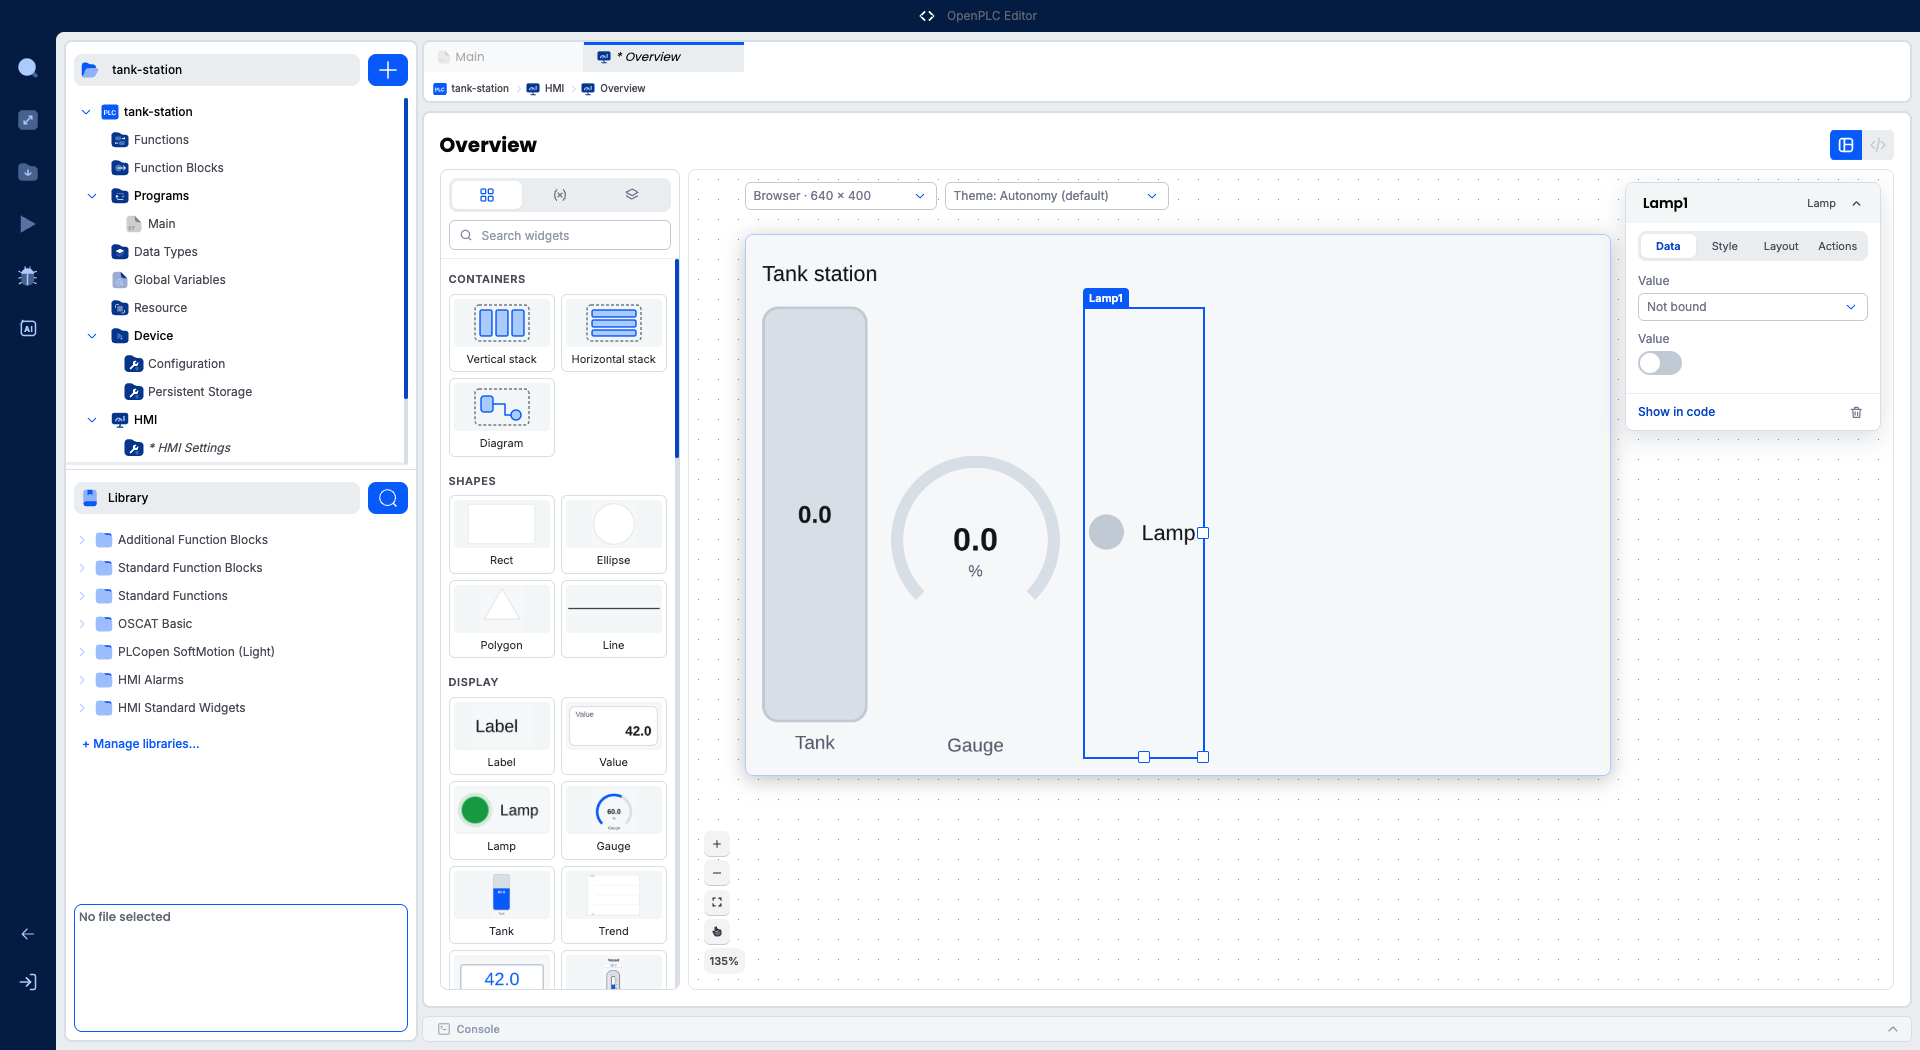 OpenPLC Editor
tank-station
tank-station
Functions
Function Blocks
Programs
Main
Data Types
Global Variables
Resource
Device
Configuration
Persistent Storage
HMI
* HMI Settings
Library
Additional Function Blocks
Standard Function Blocks
Standard Functions
OSCAT Basic
PLCopen SoftMotion (Light)
HMI Alarms
HMI Standard Widgets
+ Manage libraries...
No file selected
Main
* Overview
tank-station
HMI
Overview
Overview
Search widgets
CONTAINERS
Vertical stack
Horizontal stack
Diagram
SHAPES
Rect
Ellipse
Polygon
Line
DISPLAY
Label
Label
Value
42.0
Value
Lamp
Lamp
60.0
Gauge
Tank
Trend
42.0
Browser · 640 × 400
Theme: Autonomy (default)
Tank station
0.0
Tank
0.0
%
Gauge
Lamp1
Lamp
135%
Lamp1
Lamp
Data
Style
Layout
Actions
Value
Not bound
Value
Show in code
Console